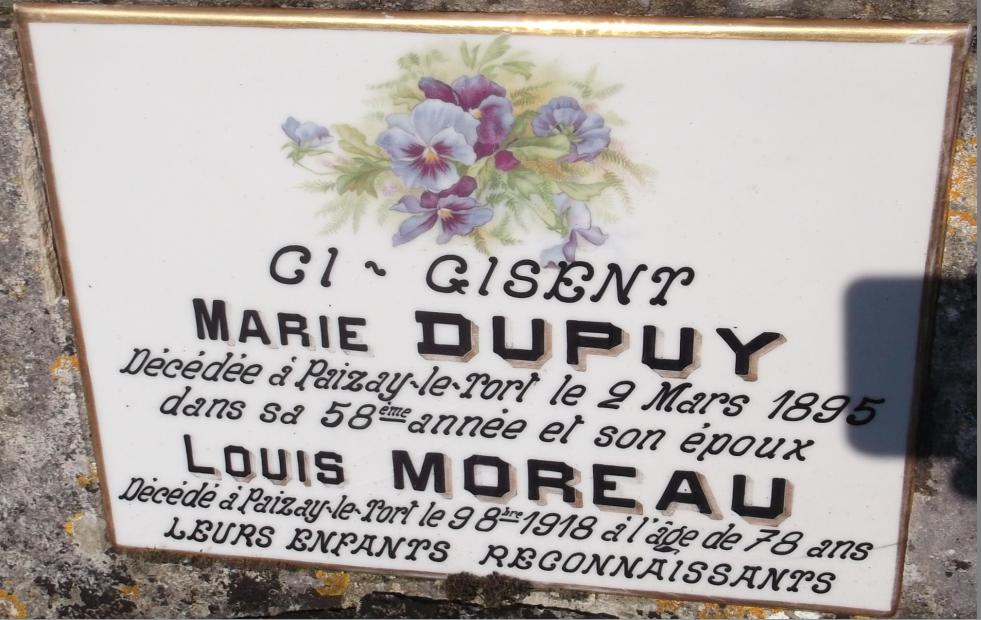 CI ~ GISENT
MARIE DUPUY
Décédée à Paizay-le-Tort le 2 Mars 1895
dans sa 58ème année et son époux
LOUIS MOREAU
Décédé à Paizay-le-Tort le 9 8bre 1918 à l'âge de 78 ans
LEURS ENFANTS RECONNAISSANTS